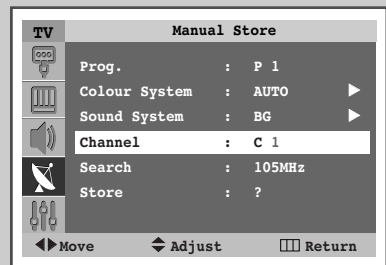 TV Manual Store
Prog. : P 1
Colour System : AUTO
Sound System : BG
Channel : C 1
Search : 105MHz
Store : ?
Move Adjust Return